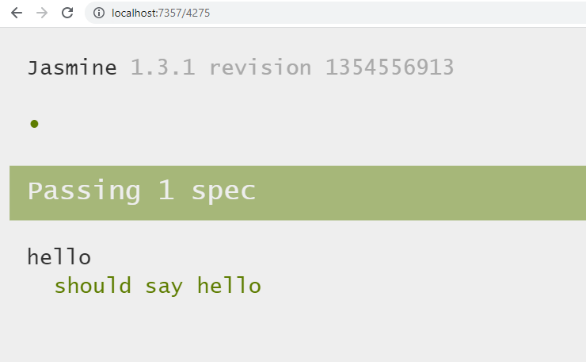 localhost:7357/4275
Jasmine 1.3.1 revision 1354556913
Passing 1 spec
hello
should say hello